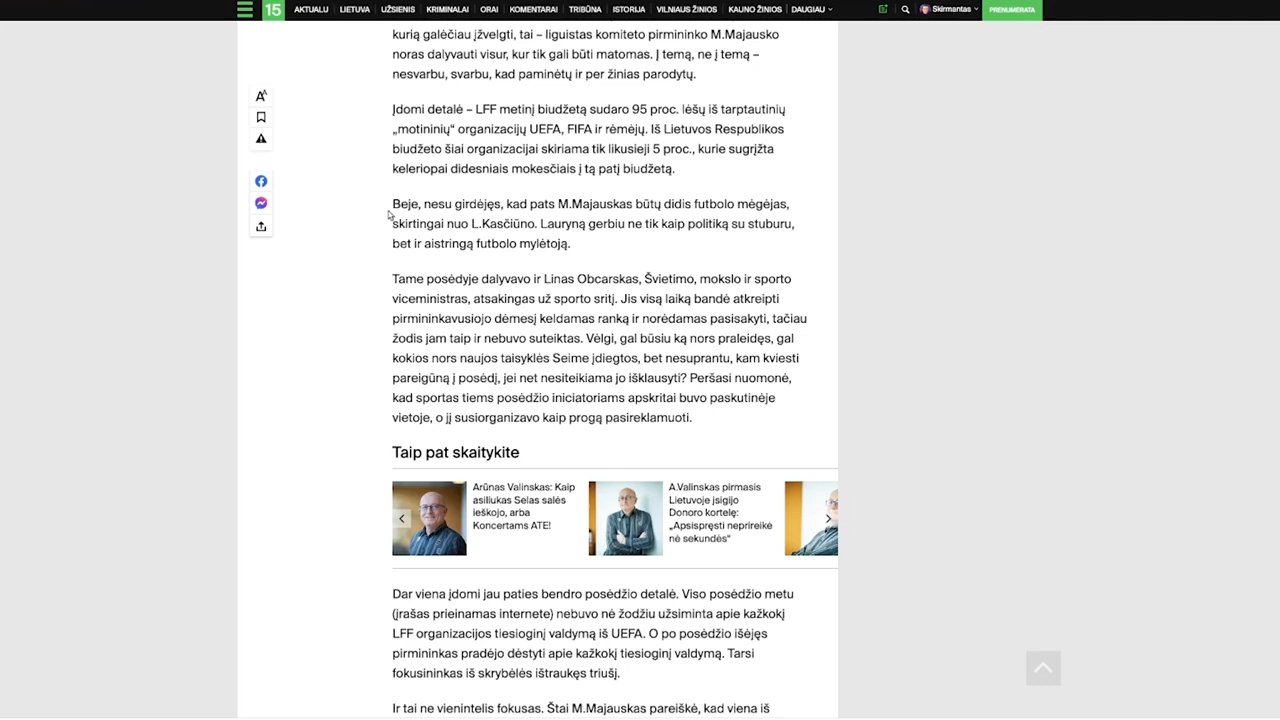 15 AKTUALU LIETUVA UŽSIENIS KRIMINALAI ORAI KOMENTARAI TRIBŪNA ISTORIJA VILNIAUS ŽINIOS KAUNO ŽINIOS DAUGIAU Skirmantas PRENUMERATA
kurią galėčiau įžvelgti, tai – liguistas komiteto pirmininko M.Majausko
noras dalyvauti visur, kur tik gali būti matomas. Į temą, ne į temą –
nesvarbu, svarbu, kad paminėtų ir per žinias parodytų.
Įdomi detalė – LFF metinį biudžetą sudaro 95 proc. lėšų iš tarptautinių
„motininių“ organizacijų UEFA, FIFA ir rėmėjų. Iš Lietuvos Respublikos
biudžeto šiai organizacijai skiriama tik likusieji 5 proc., kurie sugrįžta
keleriopai didesniais mokesčiais į tą patį biudžetą.
Beje, nesu girdėjęs, kad pats M.Majauskas būtų didis futbolo mėgėjas,
skirtingai nuo L.Kasčiūno. Lauryną gerbiu ne tik kaip politiką su stuburu,
bet ir aistringą futbolo mylėtoją.
Tame posėdyje dalyvavo ir Linas Obcarskas, Švietimo, mokslo ir sporto
viceministras, atsakingas už sporto sritį. Jis visą laiką bandė atkreipti
pirmininkavusiojo dėmesį keldamas ranką ir norėdamas pasisakyti, tačiau
žodis jam taip ir nebuvo suteiktas. Vėlgi, gal būsiu ką nors praleidęs, gal
kokios nors naujos taisyklės Seime įdiegtos, bet nesuprantu, kam kviesti
pareigūną į posėdį, jei net nesiteikiama jo išklausyti? Peršasi nuomonė,
kad sportas tiems posėdžio iniciatoriams apskritai buvo paskutinėje
vietoje, o jį susiorganizavo kaip progą pasireklamuoti.
Taip pat skaitykite
Arūnas Valinskas: Kaip
asiliukas Selas salės
ieškojo, arba
Koncertams ATE!
A.Valinskas pirmasis
Lietuvoje įsigijo
Donoro kortelę:
„Apsispręsti neprireikė
nė sekundės“
Dar viena įdomi jau paties bendro posėdžio detalė. Viso posėdžio metu
(įrašas prieinamas internete) nebuvo nė žodžiu užsiminta apie kažkokį
LFF organizacijos tiesioginį valdymą iš UEFA. O po posėdžio išėjęs
pirmininkas pradėjo dėstyti apie kažkokį tiesioginį valdymą. Tarsi
fokusininkas iš skrybėlės ištraukęs triušį.
Ir tai ne vienintelis fokusas. Štai M.Majauskas pareiškė, kad viena iš